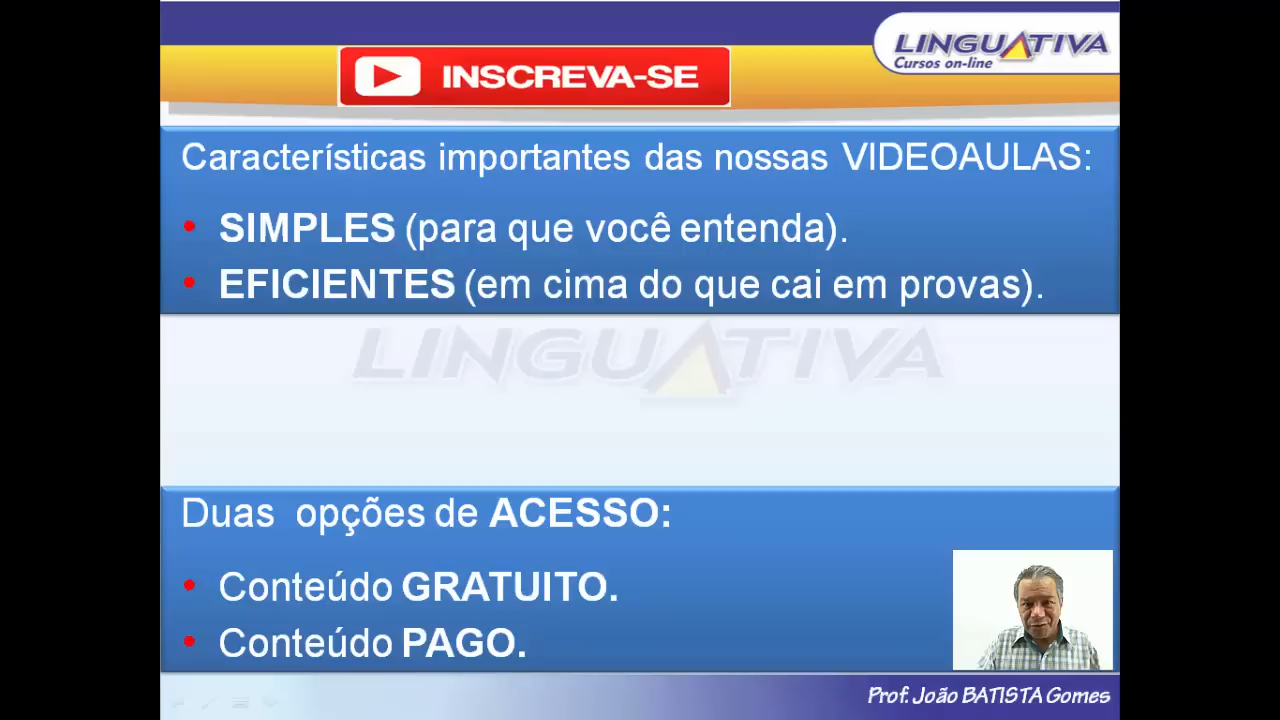 LINGUATIVA
Cursos on-line
INSCREVA-SE
Características importantes das nossas VIDEOAULAS:
• SIMPLES (para que você entenda).
• EFICIENTES (em cima do que cai em provas).
LINGUATIVA
Duas opções de ACESSO:
• Conteúdo GRATUITO.
• Conteúdo PAGO.
Prof. João BATISTA Gomes